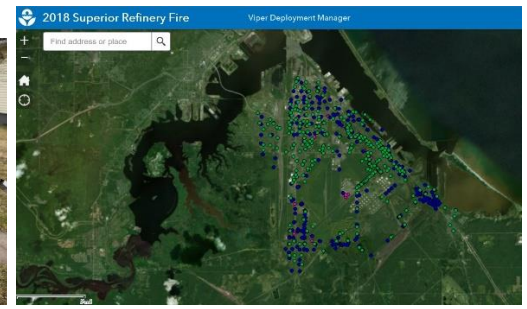 2018 Superior Refinery Fire
Viper Deployment Manager
Find address or place